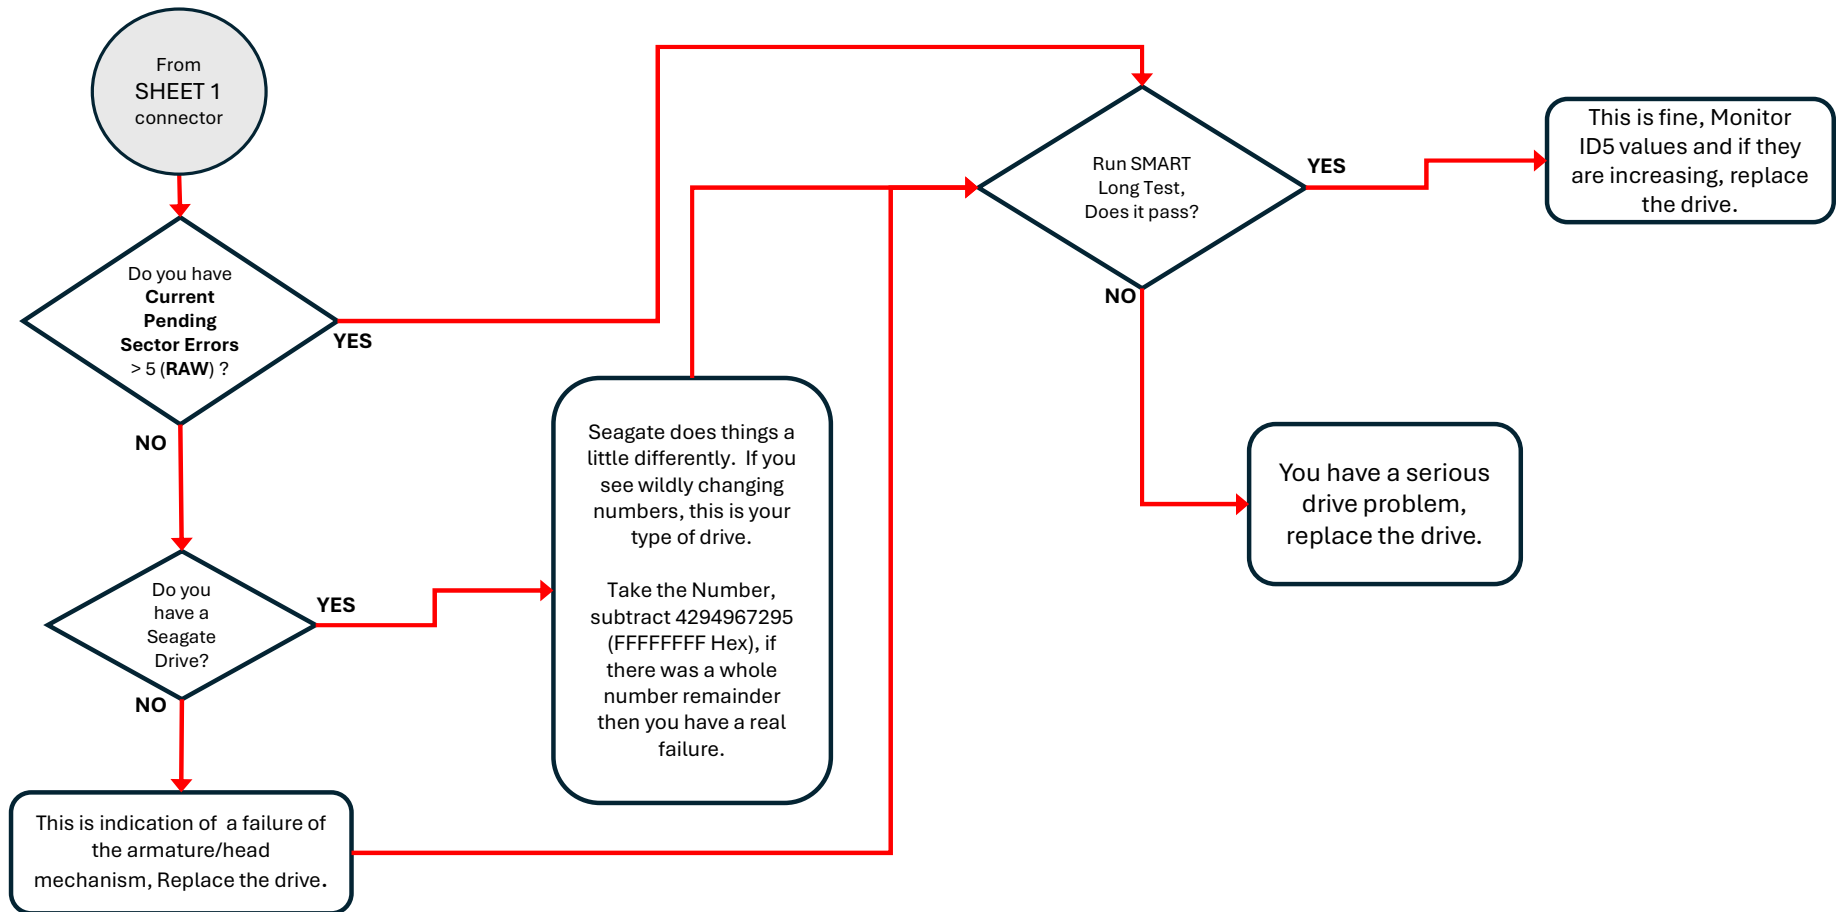 From
SHEET 1
connector
Do you have
Current
Pending
Sector Errors
> 5 (RAW) ?
YES
NO
Do you
have a
Seagate
Drive?
YES
NO
This is indication of a failure of
the armature/head
mechanism, Replace the drive.
Seagate does things a
little differently. If you
see wildly changing
numbers, this is your
type of drive.
Take the Number,
subtract 4294967295
(FFFFFFFF Hex), if
there was a whole
number remainder
then you have a real
failure.
Run SMART
Long Test,
Does it pass?
YES
NO
This is fine, Monitor
ID5 values and if they
are increasing, replace
the drive.
You have a serious
drive problem,
replace the drive.